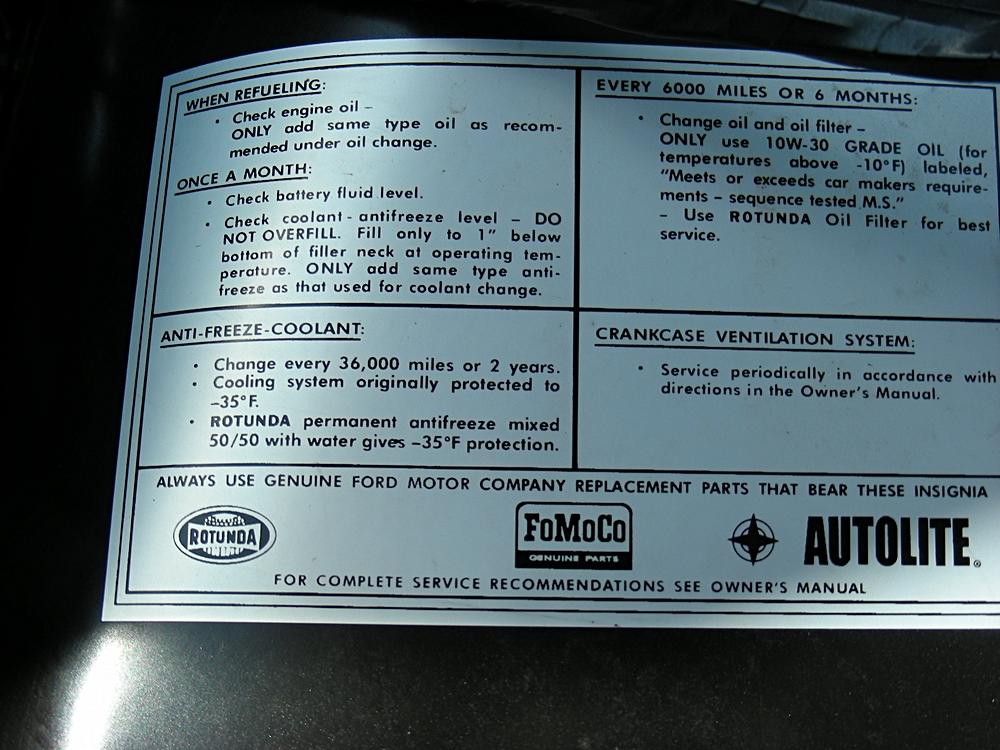 WHEN REFUELING:
• Check engine oil –
ONLY add same type oil as recom-
mended under oil change.
ONCE A MONTH:
• Check battery fluid level.
• Check coolant - antifreeze level – DO
NOT OVERFILL. Fill only to 1" below
bottom of filler neck at operating tem-
perature. ONLY add same type anti-
freeze as that used for coolant change.
EVERY 6000 MILES OR 6 MONTHS:
• Change oil and oil filter –
ONLY use 10W-30 GRADE OIL (for
temperatures above -10°F) labeled,
"Meets or exceeds car makers require-
ments – sequence tested M.S."
– Use ROTUNDA Oil Filter for best
service.
ANTI-FREEZE-COOLANT:
• Change every 36,000 miles or 2 years.
• Cooling system originally protected to
–35°F.
• ROTUNDA permanent antifreeze mixed
50/50 with water gives –35°F protection.
CRANKCASE VENTILATION SYSTEM:
• Service periodically in accordance with
directions in the Owner's Manual.
ALWAYS USE GENUINE FORD MOTOR COMPANY REPLACEMENT PARTS THAT BEAR THESE INSIGNIA
ROTUNDA
FoMoCo
GENUINE PARTS
AUTOLITE®
FOR COMPLETE SERVICE RECOMMENDATIONS SEE OWNER'S MANUAL